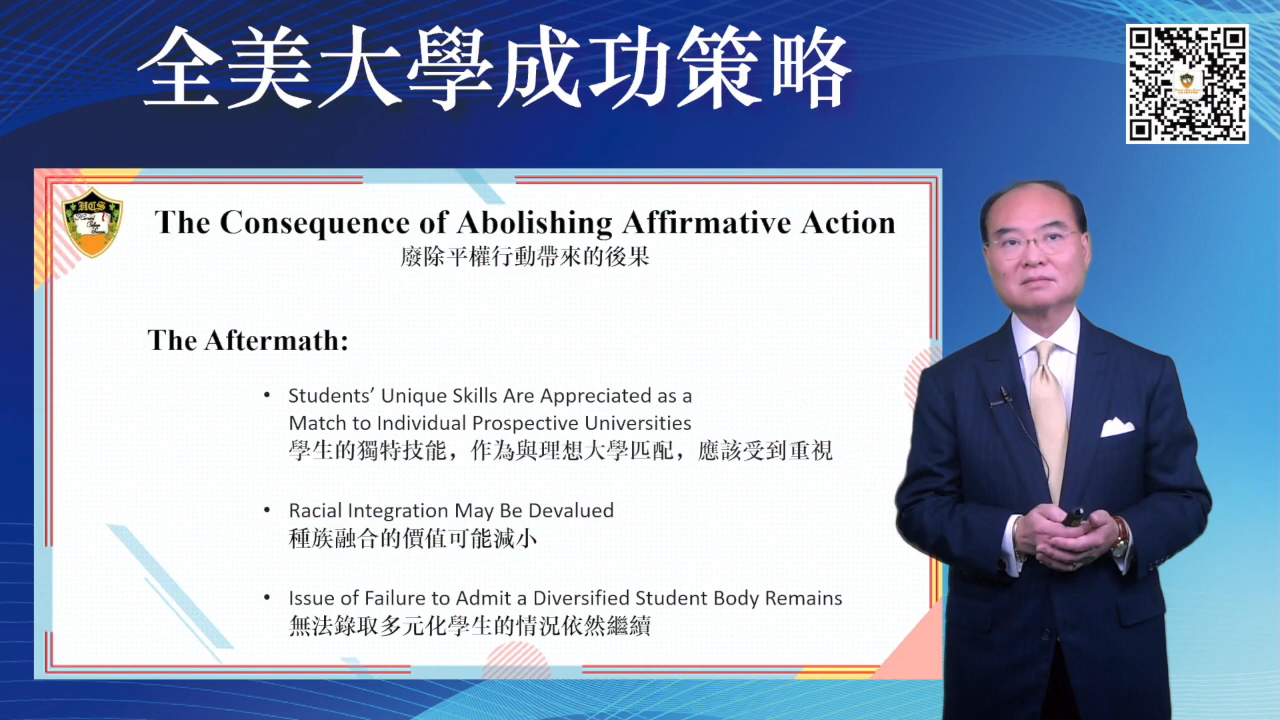 全美大學成功策略
HCS
The Consequence of Abolishing Affirmative Action
廢除平權行動帶來的後果
The Aftermath:
• Students’ Unique Skills Are Appreciated as a
Match to Individual Prospective Universities
學生的獨特技能，作為與理想大學匹配，應該受到重視
• Racial Integration May Be Devalued
種族融合的價值可能減小
• Issue of Failure to Admit a Diversified Student Body Remains
無法錄取多元化學生的情況依然繼續